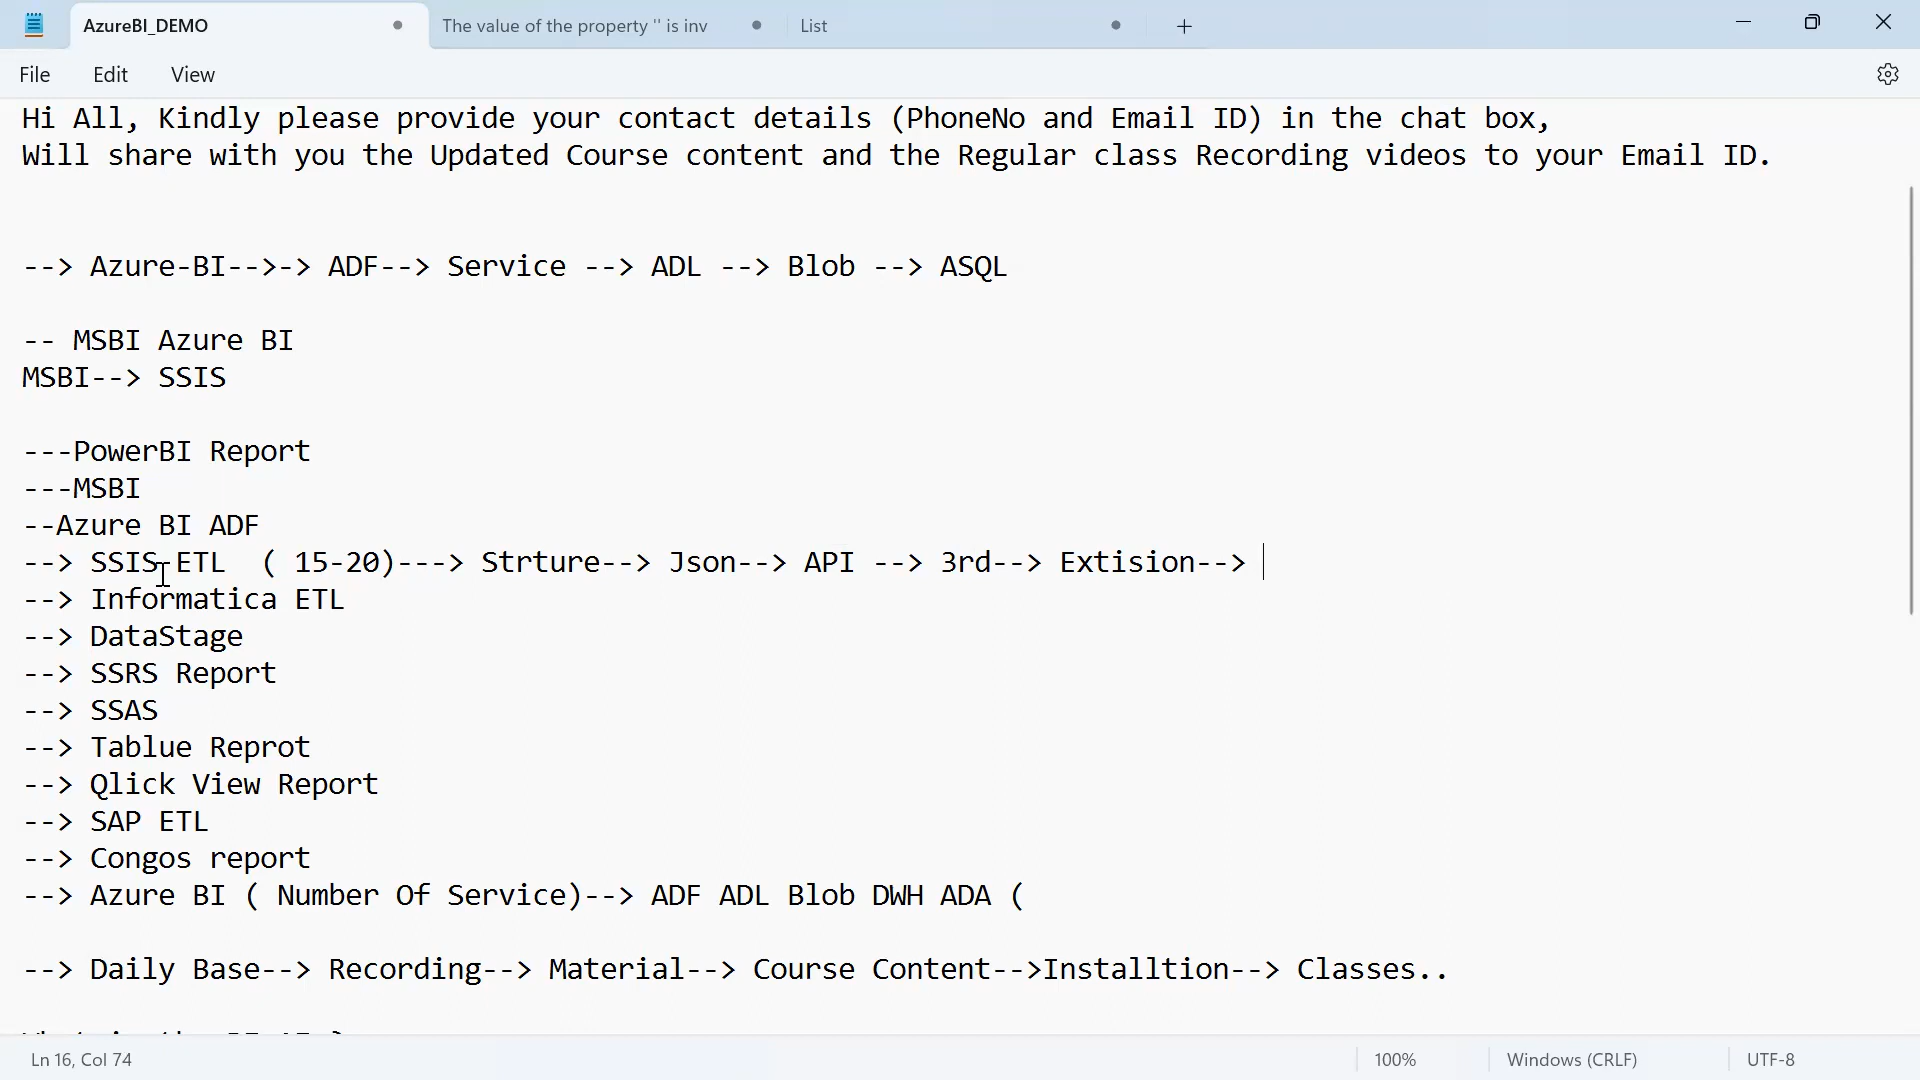 AzureBI_DEMO
The value of the property '' is inv
List
File
Edit
View
Hi All, Kindly please provide your contact details (PhoneNo and Email ID) in the chat box,
Will share with you the Updated Course content and the Regular class Recording videos to your Email ID.
--> Azure-BI-->-> ADF--> Service --> ADL --> Blob --> ASQL
-- MSBI Azure BI
MSBI--> SSIS
---PowerBI Report
---MSBI
--Azure BI ADF
--> SSIS ETL  ( 15-20)---> Strture--> Json--> API --> 3rd--> Extision-->
--> Informatica ETL
--> DataStage
--> SSRS Report
--> SSAS
--> Tablue Reprot
--> Qlick View Report
--> SAP ETL
--> Congos report
--> Azure BI ( Number Of Service)--> ADF ADL Blob DWH ADA (
--> Daily Base--> Recording--> Material--> Course Content-->Installtion--> Classes..
Ln 16, Col 74
100%
Windows (CRLF)
UTF-8